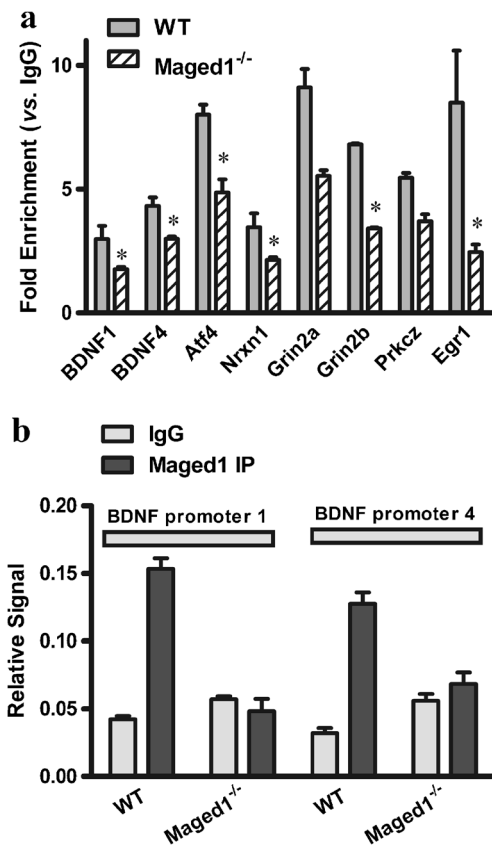 a
WT
Maged1-/-
Fold Enrichment (vs. IgG)
10
5
0
*
*
*
*
*
*
BDNF1
BDNF4
Atf4
Nrxn1
Grin2a
Grin2b
Prkcz
Egr1
b
IgG
Maged1 IP
BDNF promoter 1
BDNF promoter 4
Relative Signal
0.20
0.15
0.10
0.05
0.00
WT
Maged1-/-
WT
Maged1-/-